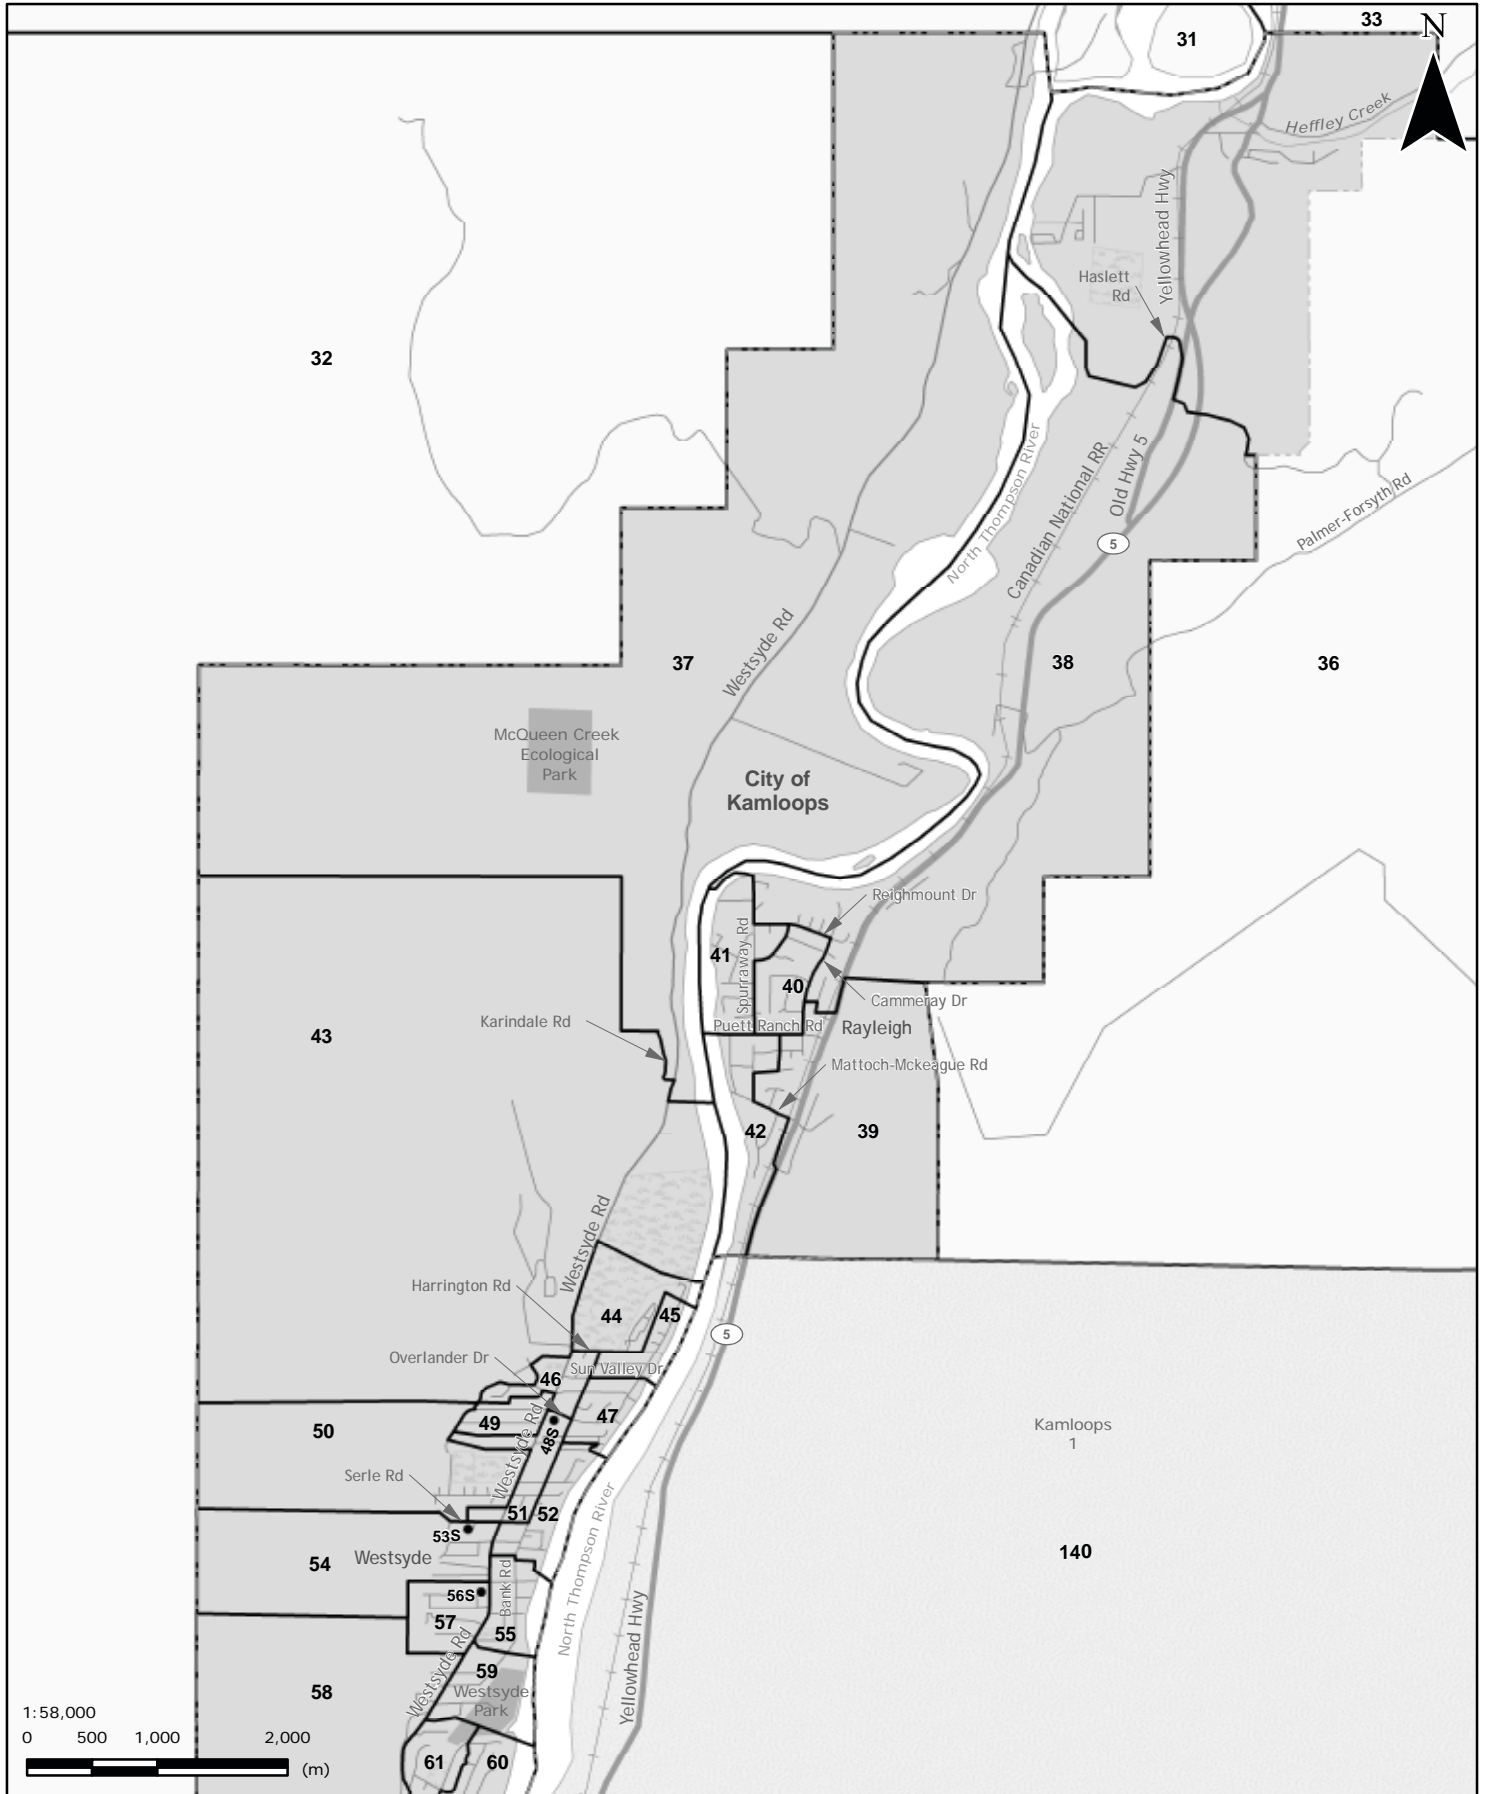 33
N
31
Heffley Creek
Yellowhead Hwy
Haslett
Rd
32
North Thompson River
Canadian National RR
Old Hwy 5
5
Palmer-Forsyth Rd
Westsyde Rd
37
38
36
McQueen Creek
Ecological
Park
City of
Kamloops
Reighmount Dr
Spurraway Rd
41
40
Cammeray Dr
Karindale Rd
Puett Ranch Rd
Rayleigh
43
Mattoch-Mckeague Rd
42
39
Westsyde Rd
Harrington Rd
44
45
5
Overlander Dr
Sun Valley Dr
46
47
49
50
48S
Westsyde Rd
Kamloops
1
Serle Rd
51
52
53S
54
Westsyde
140
56S
Bank Rd
North Thompson River
Yellowhead Hwy
57
55
Westsyde Rd
59
58
Westsyde
Park
61
60
1:58,000
0 500 1,000 2,000
(m)